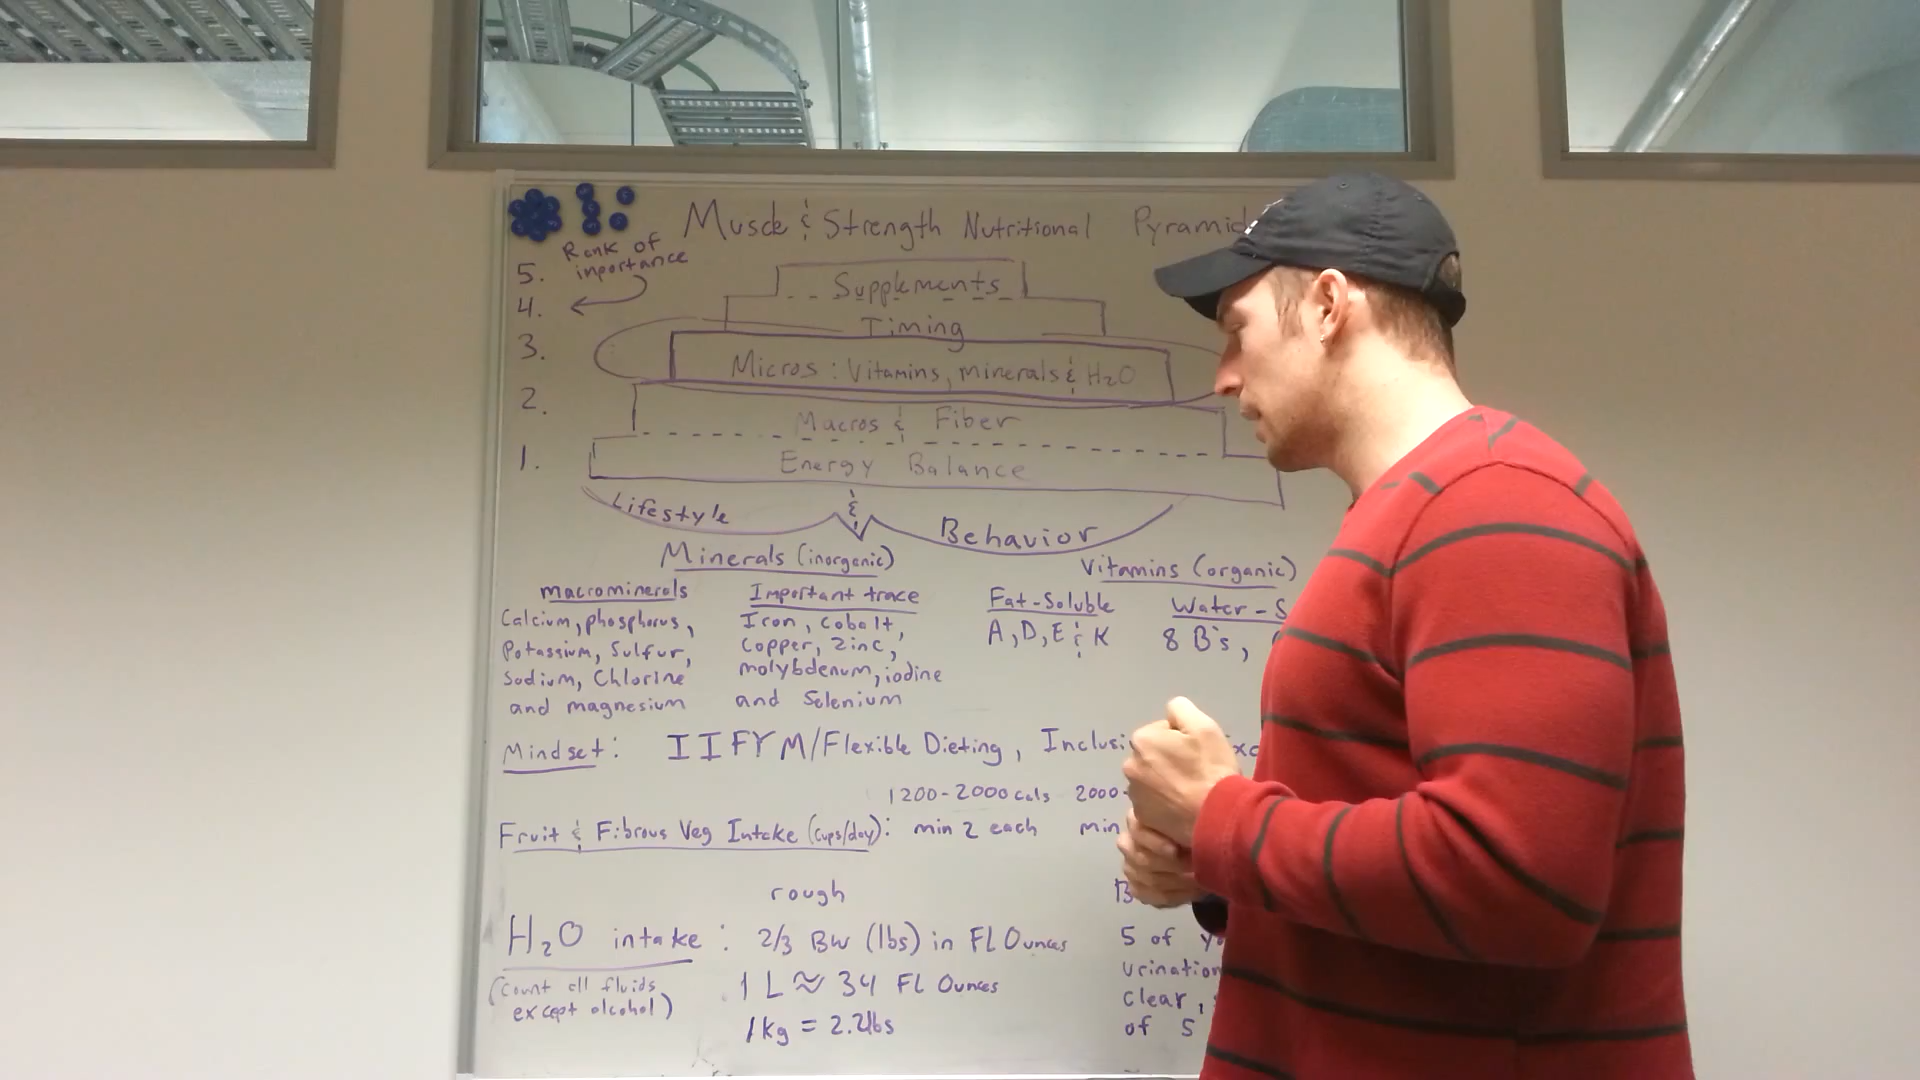 Muscle & Strength Nutritional Pyramid
Rank of
importance
5.
4.
3.
2.
1.
Supplements
Timing
Micros: Vitamins, minerals & H2O
Macros & Fiber
Energy Balance
Lifestyle & Behavior
Minerals (inorganic)
macrominerals
Calcium, phosphorus,
Potassium, Sulfur,
Sodium, Chlorine
and magnesium
Important trace
Iron, cobalt,
Copper, Zinc,
molybdenum, iodine
and Selenium
Vitamins (organic)
Fat-Soluble
A, D, E & K
Water-S
8 B's,
Mindset: IIFYM/Flexible Dieting, Inclusi
1200-2000 cals 2000-
Fruit & Fibrous Veg Intake (cups/day): min 2 each min
rough
H2O intake: 2/3 BW (lbs) in FL Ounces
(count all fluids
except alcohol)
1 L ≈ 34 FL Ounces
1kg = 2.2lbs
5 of y
urination
clear,
of 5